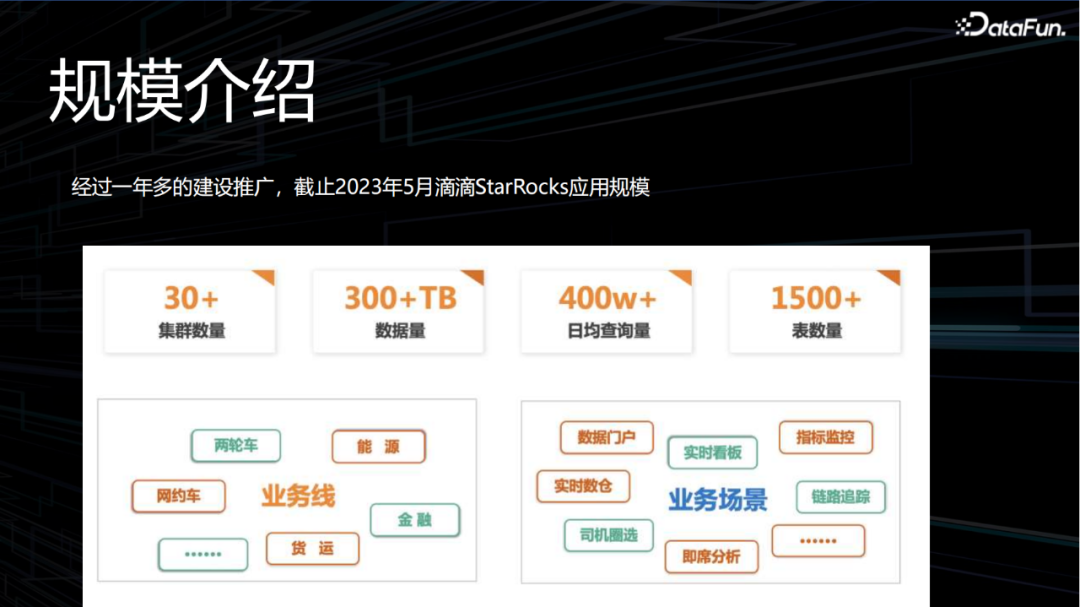 DataFun.
规模介绍
经过一年多的建设推广，截止2023年5月滴滴StarRocks应用规模
30+
集群数量
300+TB
数据量
400w+
日均查询量
1500+
表数量
两轮车
能 源
网约车
业务线
金 融
······
货 运
数据门户
实时看板
指标监控
实时数仓
业务场景
链路追踪
司机圈选
即席分析
······